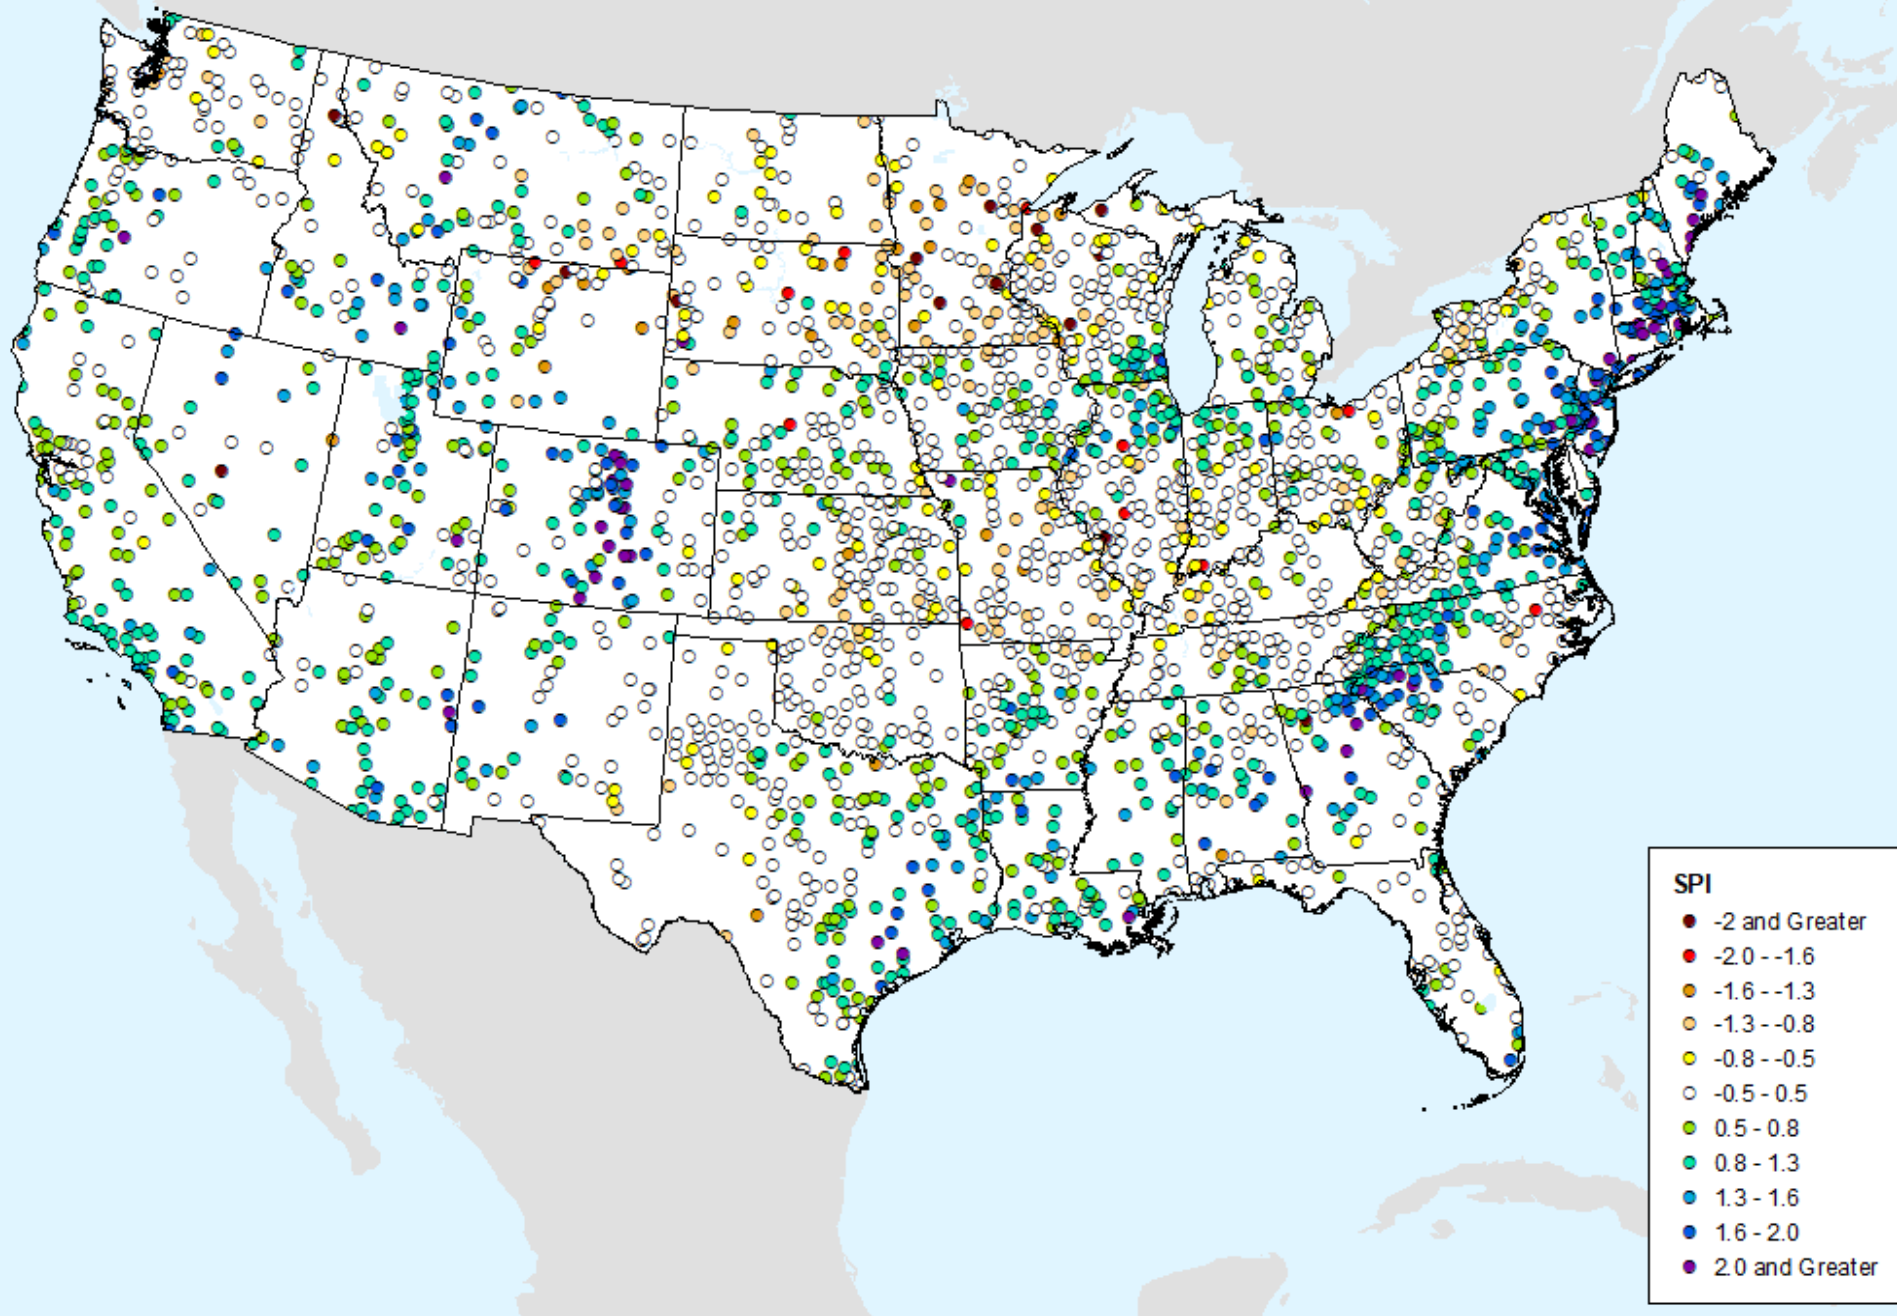 SPI
-2 and Greater
-2.0 - -1.6
-1.6 - -1.3
-1.3 - -0.8
-0.8 - -0.5
-0.5 - 0.5
0.5 - 0.8
0.8 - 1.3
1.3 - 1.6
1.6 - 2.0
2.0 and Greater